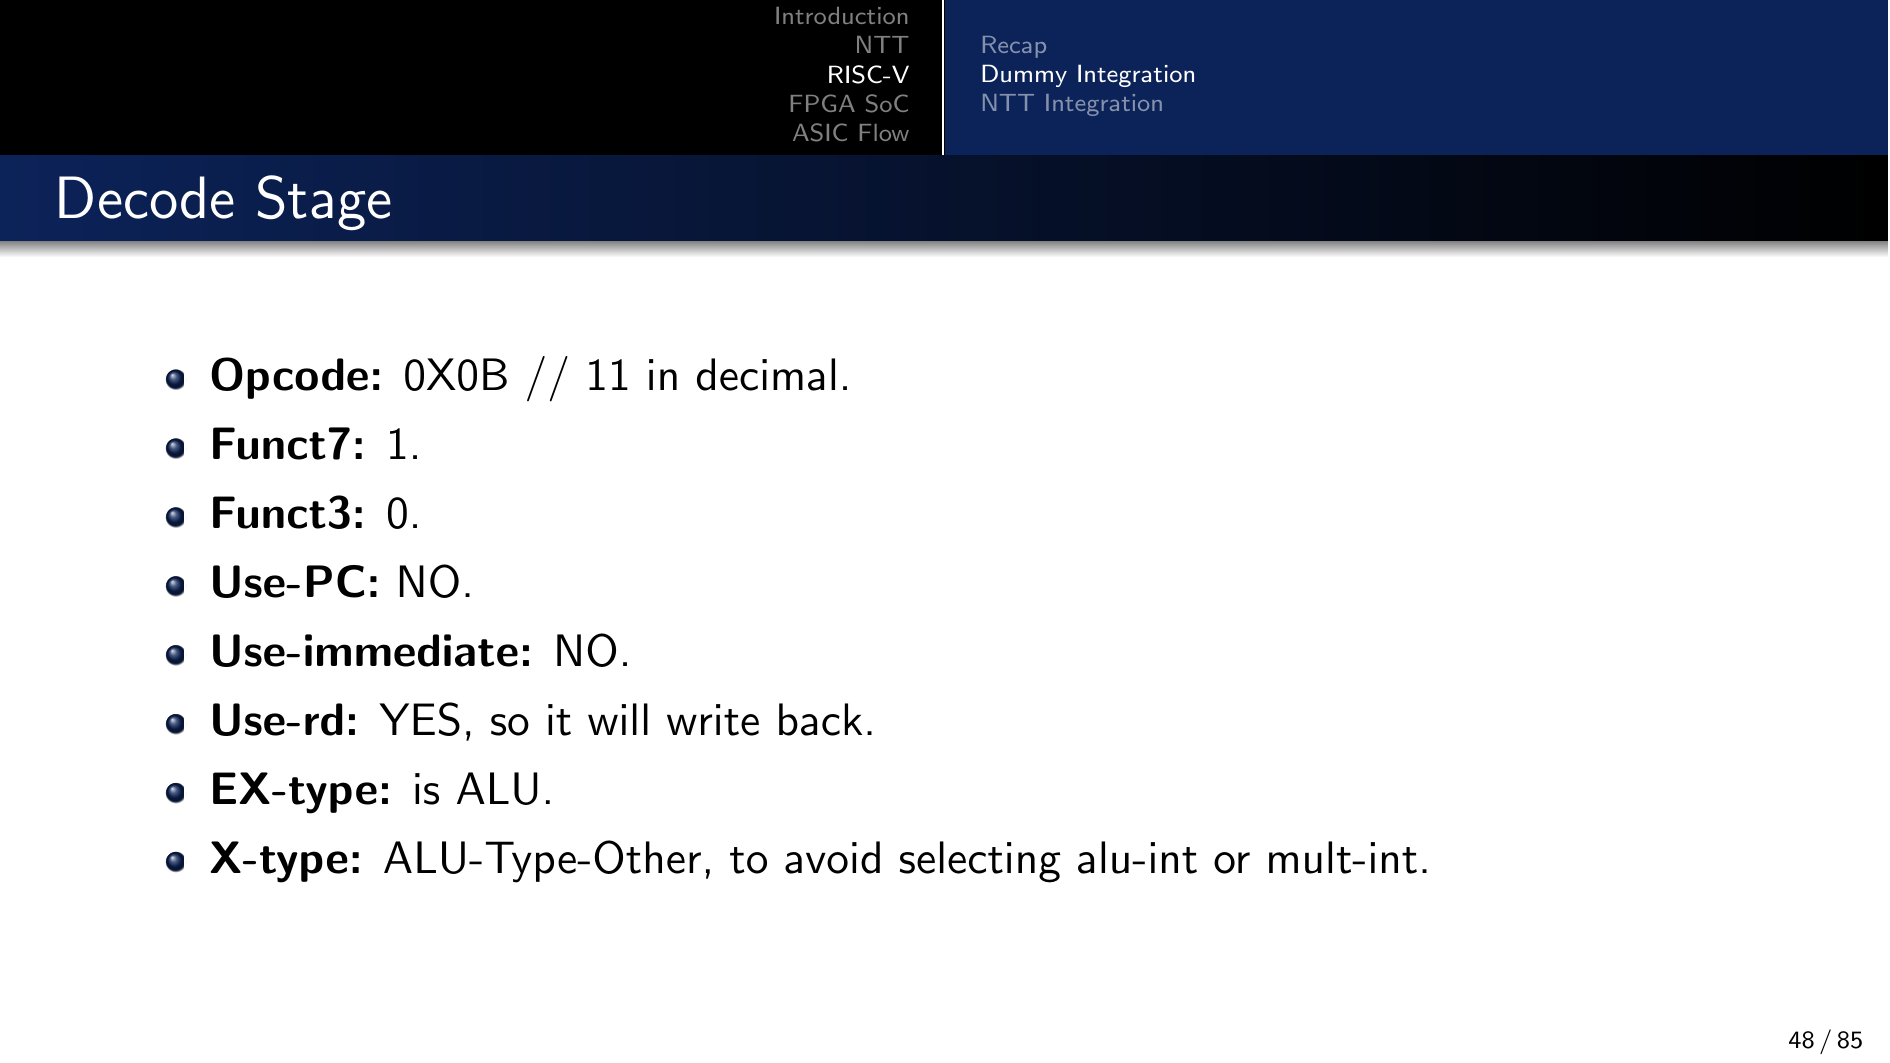 Introduction
NTT
RISC-V
FPGA SoC
ASIC Flow
Recap
Dummy Integration
NTT Integration
Decode Stage
Opcode: 0X0B // 11 in decimal.
Funct7: 1.
Funct3: 0.
Use-PC: NO.
Use-immediate: NO.
Use-rd: YES, so it will write back.
EX-type: is ALU.
X-type: ALU-Type-Other, to avoid selecting alu-int or mult-int.
48 / 85